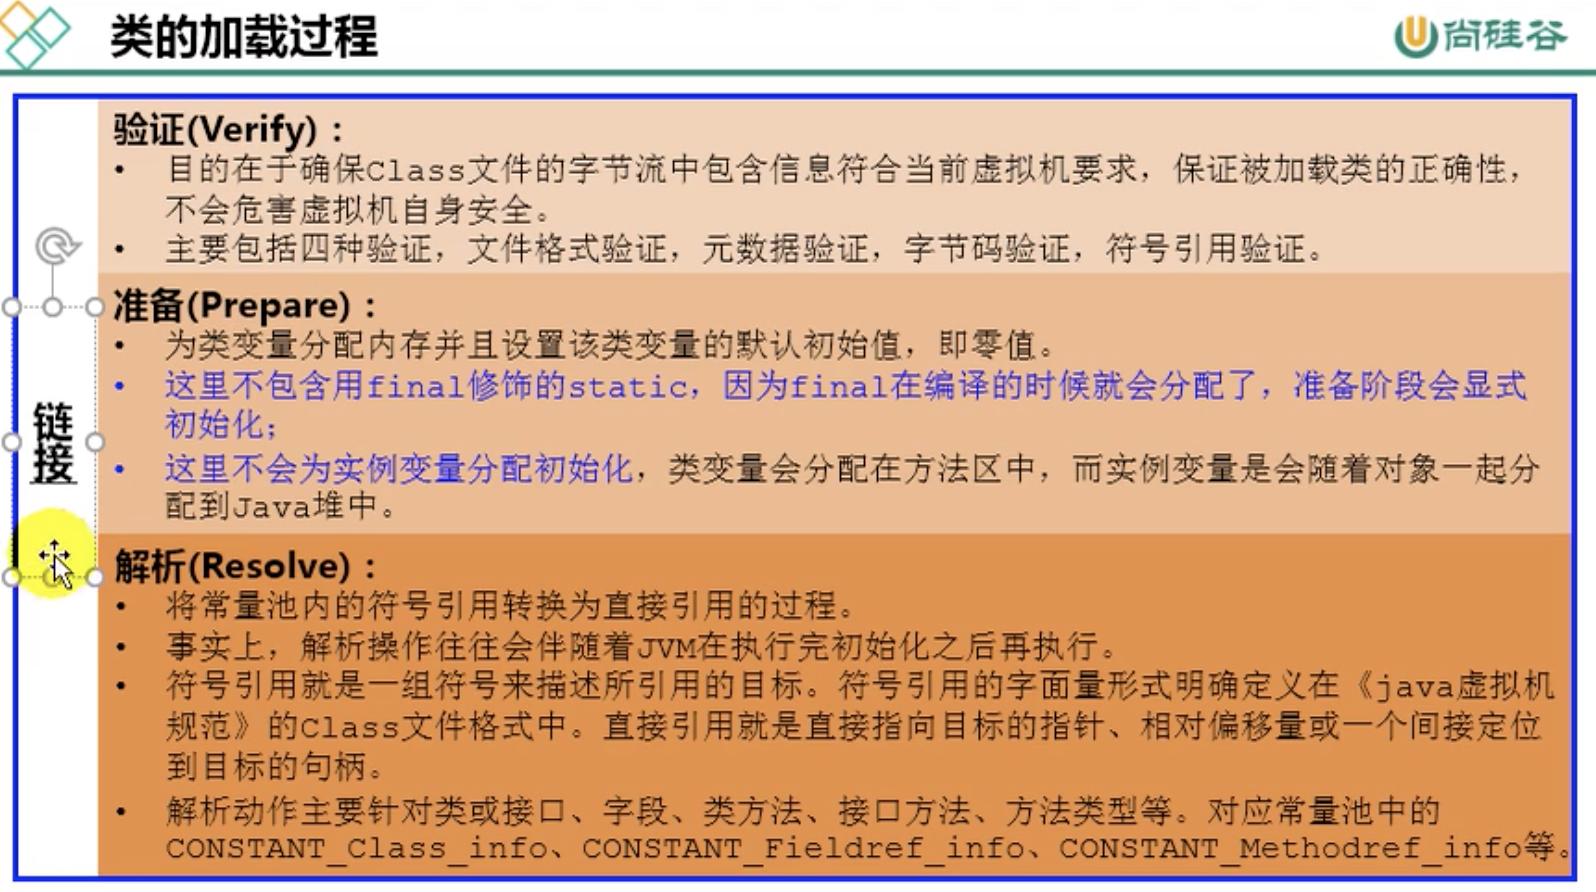 类的加载过程
尚硅谷
验证(Verify)：
• 目的在于确保Class文件的字节流中包含信息符合当前虚拟机要求，保证被加载类的正确性，
不会危害虚拟机自身安全。
• 主要包括四种验证，文件格式验证，元数据验证，字节码验证，符号引用验证。
链接
准备(Prepare)：
• 为类变量分配内存并且设置该类变量的默认初始值，即零值。
• 这里不包含用final修饰的static，因为final在编译的时候就会分配了，准备阶段会显式
初始化；
• 这里不会为实例变量分配初始化，类变量会分配在方法区中，而实例变量是会随着对象一起分
配到Java堆中。
解析(Resolve)：
• 将常量池内的符号引用转换为直接引用的过程。
• 事实上，解析操作往往会伴随着JVM在执行完初始化之后再执行。
• 符号引用就是一组符号来描述所引用的目标。符号引用的字面量形式明确定义在《java虚拟机
规范》的Class文件格式中。直接引用就是直接指向目标的指针、相对偏移量或一个间接定位
到目标的句柄。
• 解析动作主要针对类或接口、字段、类方法、接口方法、方法类型等。对应常量池中的
CONSTANT_Class_info、CONSTANT_Fieldref_info、CONSTANT_Methodref_info等。